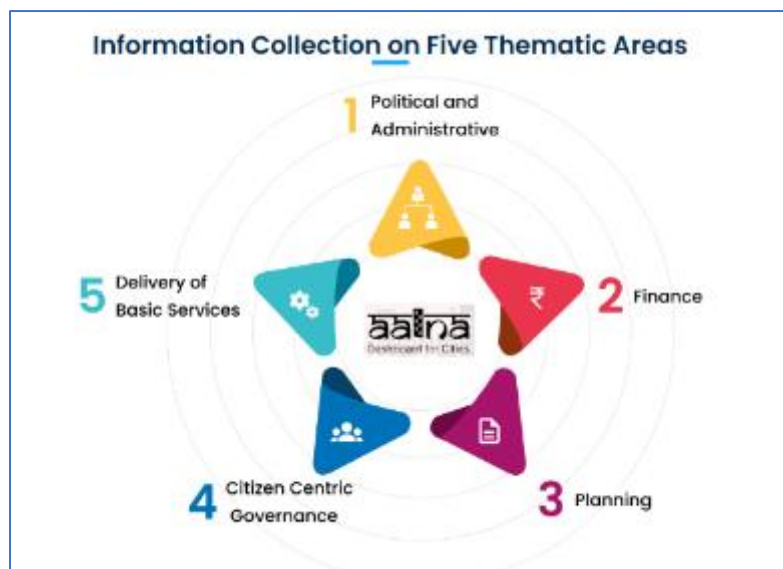 Information Collection on Five Thematic Areas
1 Political and
Administrative
2 Finance
3 Planning
4 Citizen Centric
Governance
5 Delivery of
Basic Services
₹
aaina
Dashboard for Cities